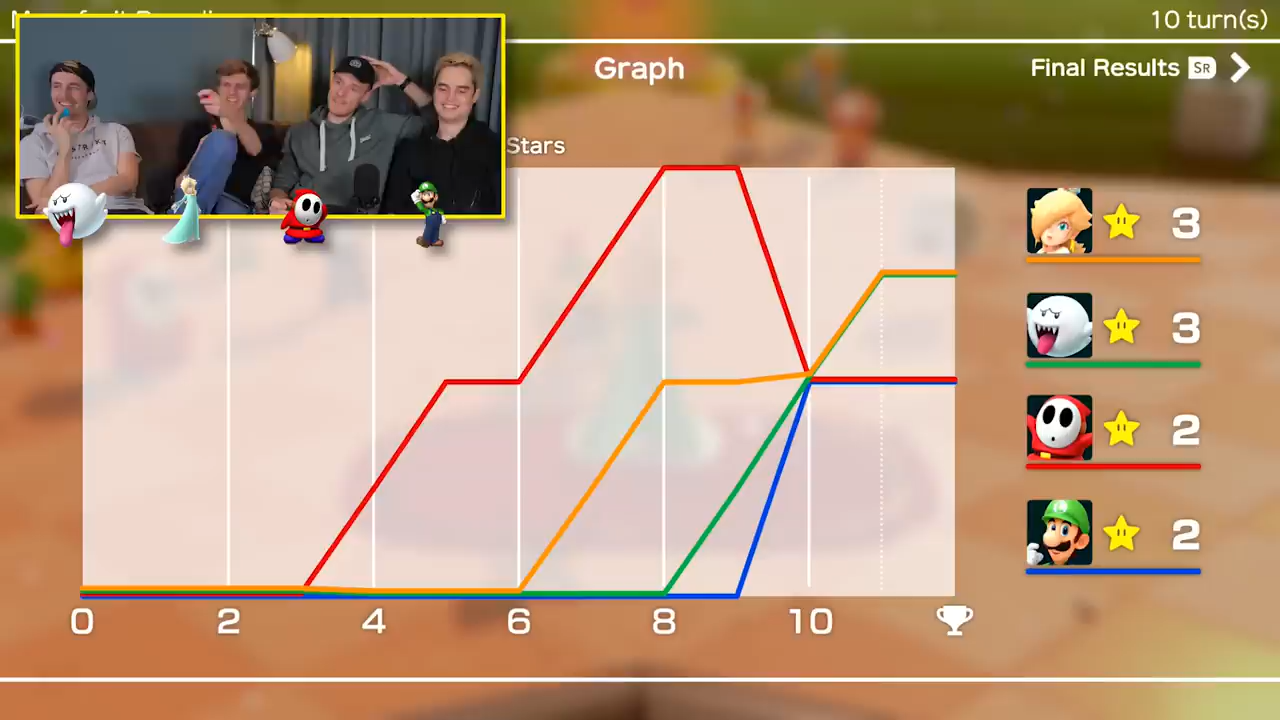 10 turn(s)
Graph
Final Results SR
Stars
3
3
2
2
0 2 4 6 8 10